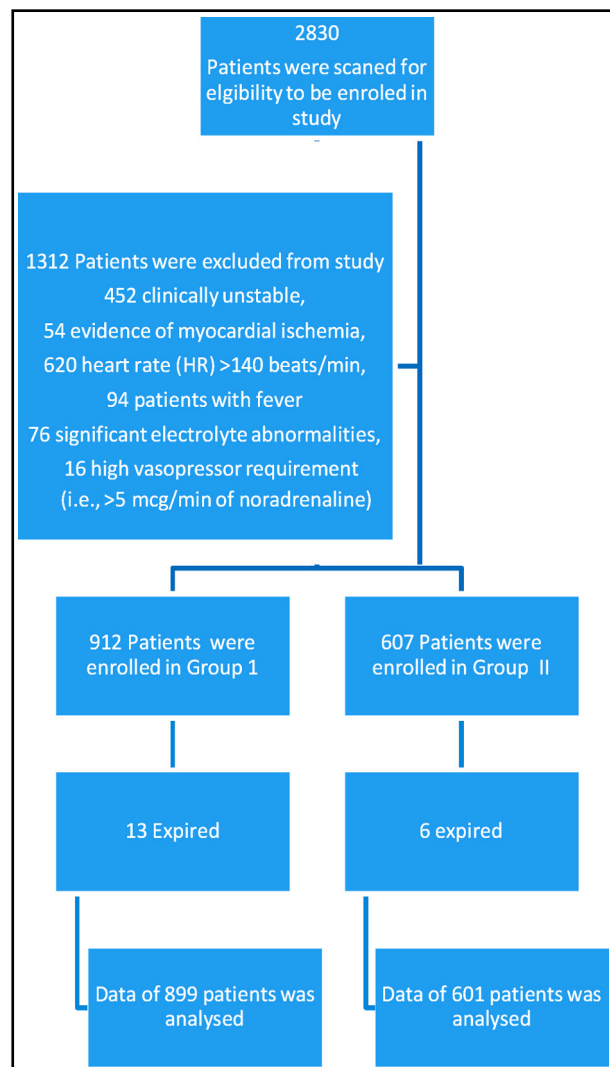 2830
Patients were scaned for
elgibility to be enroled in
study
1312 Patients were excluded from study
452 clinically unstable,
54 evidence of myocardial ischemia,
620 heart rate (HR) >140 beats/min,
94 patients with fever
76 significant electrolyte abnormalities,
16 high vasopressor requirement
(i.e., >5 mcg/min of noradrenaline)
912 Patients were
enrolled in Group 1
607 Patients were
enrolled in Group II
13 Expired
6 expired
Data of 899 patients was
analysed
Data of 601 patients was
analysed